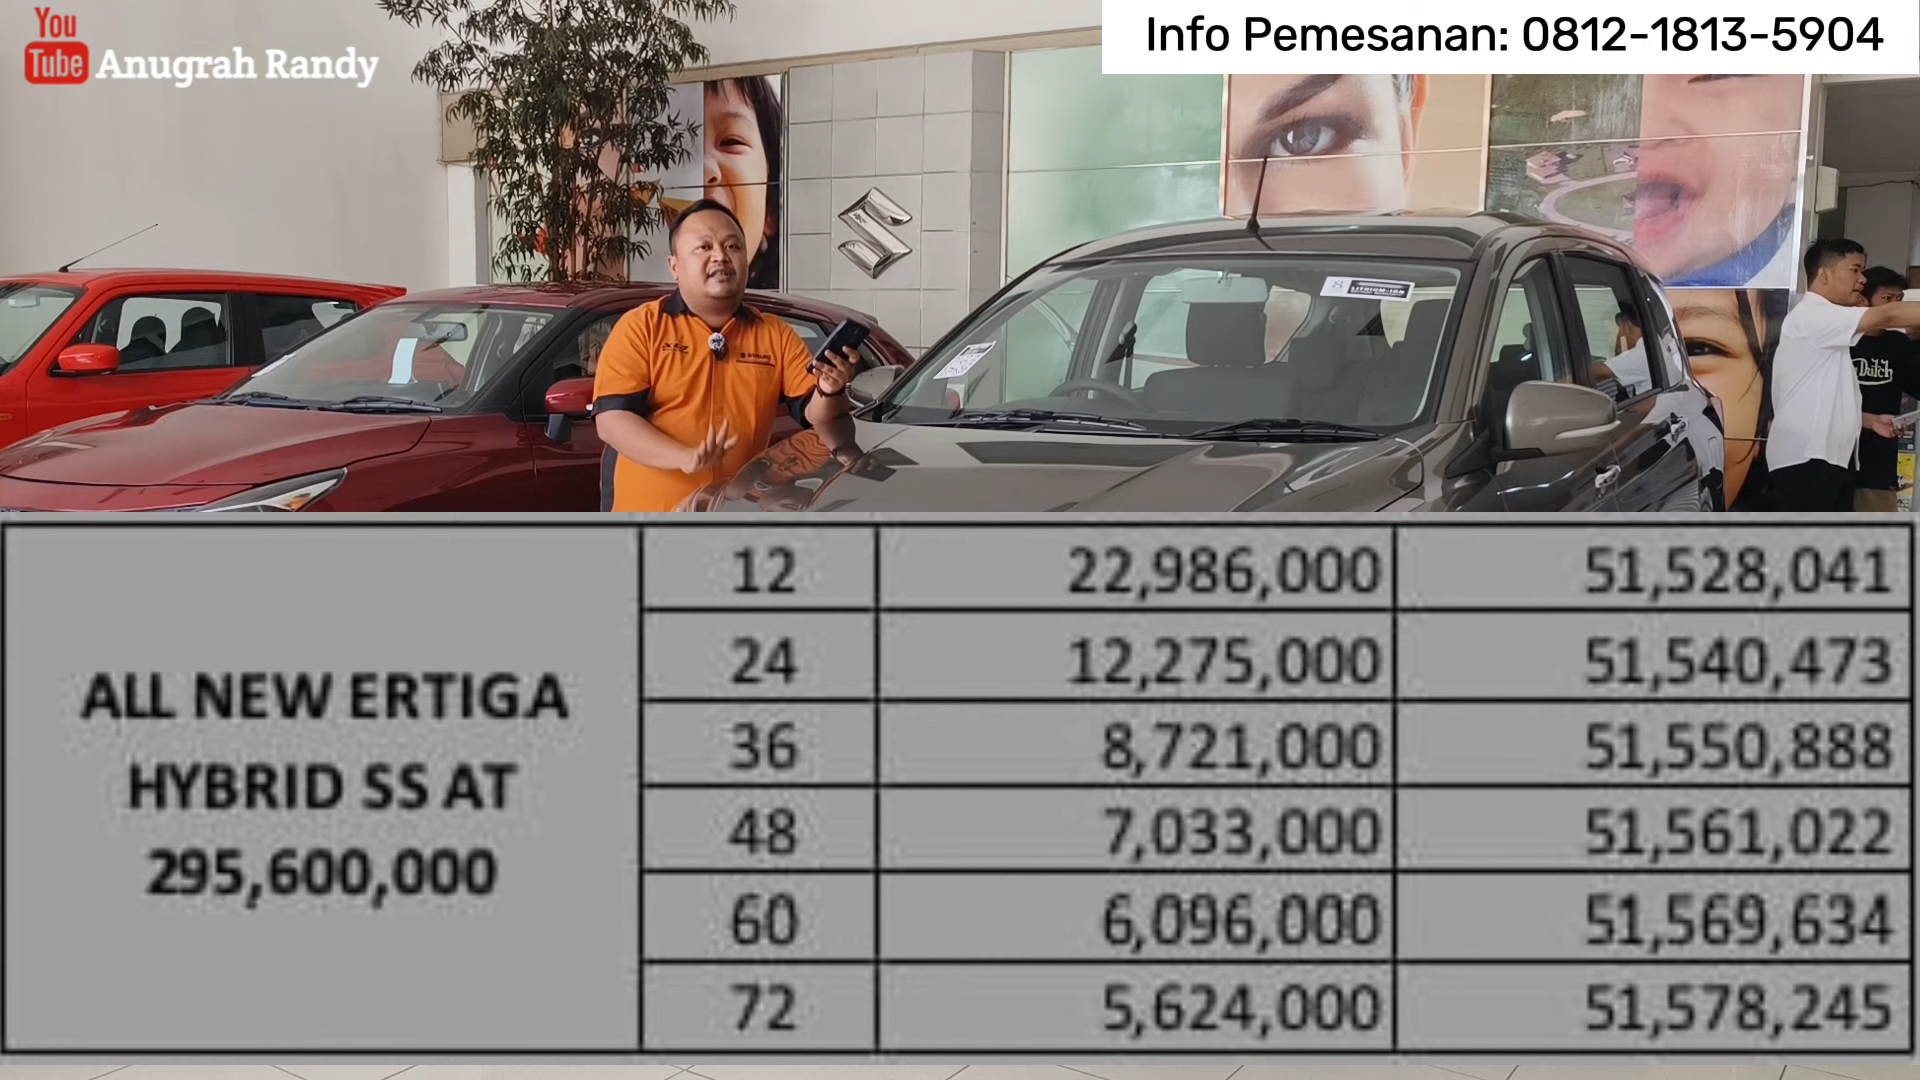 You
Tube Anugrah Randy
Info Pemesanan: 0812-1813-5904
Dutch
ALL NEW ERTIGA
HYBRID SS AT
295,600,000
12 22,986,000 51,528,041
24 12,275,000 51,540,473
36 8,721,000 51,550,888
48 7,033,000 51,561,022
60 6,096,000 51,569,634
72 5,624,000 51,578,245